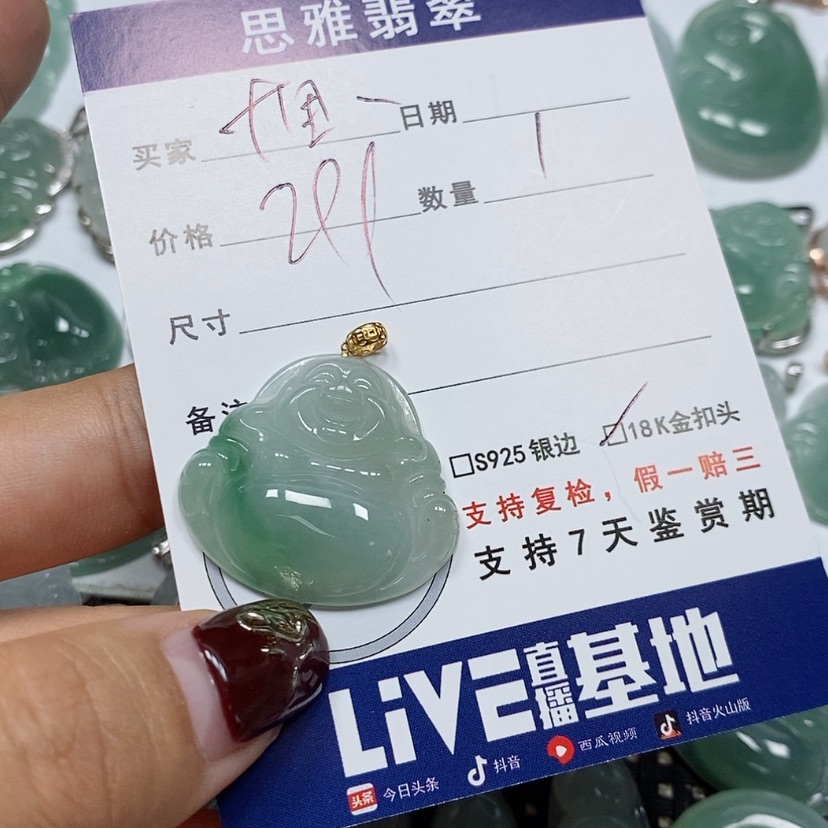 思雅翡翠
买家 日期
价格 数量 1
尺寸
备注
□S925银边 ☑18K金扣头
支持复检，假一赔三
支持7天鉴赏期
LiVE直播基地
头条 今日头条 抖音 西瓜视频 抖音火山版